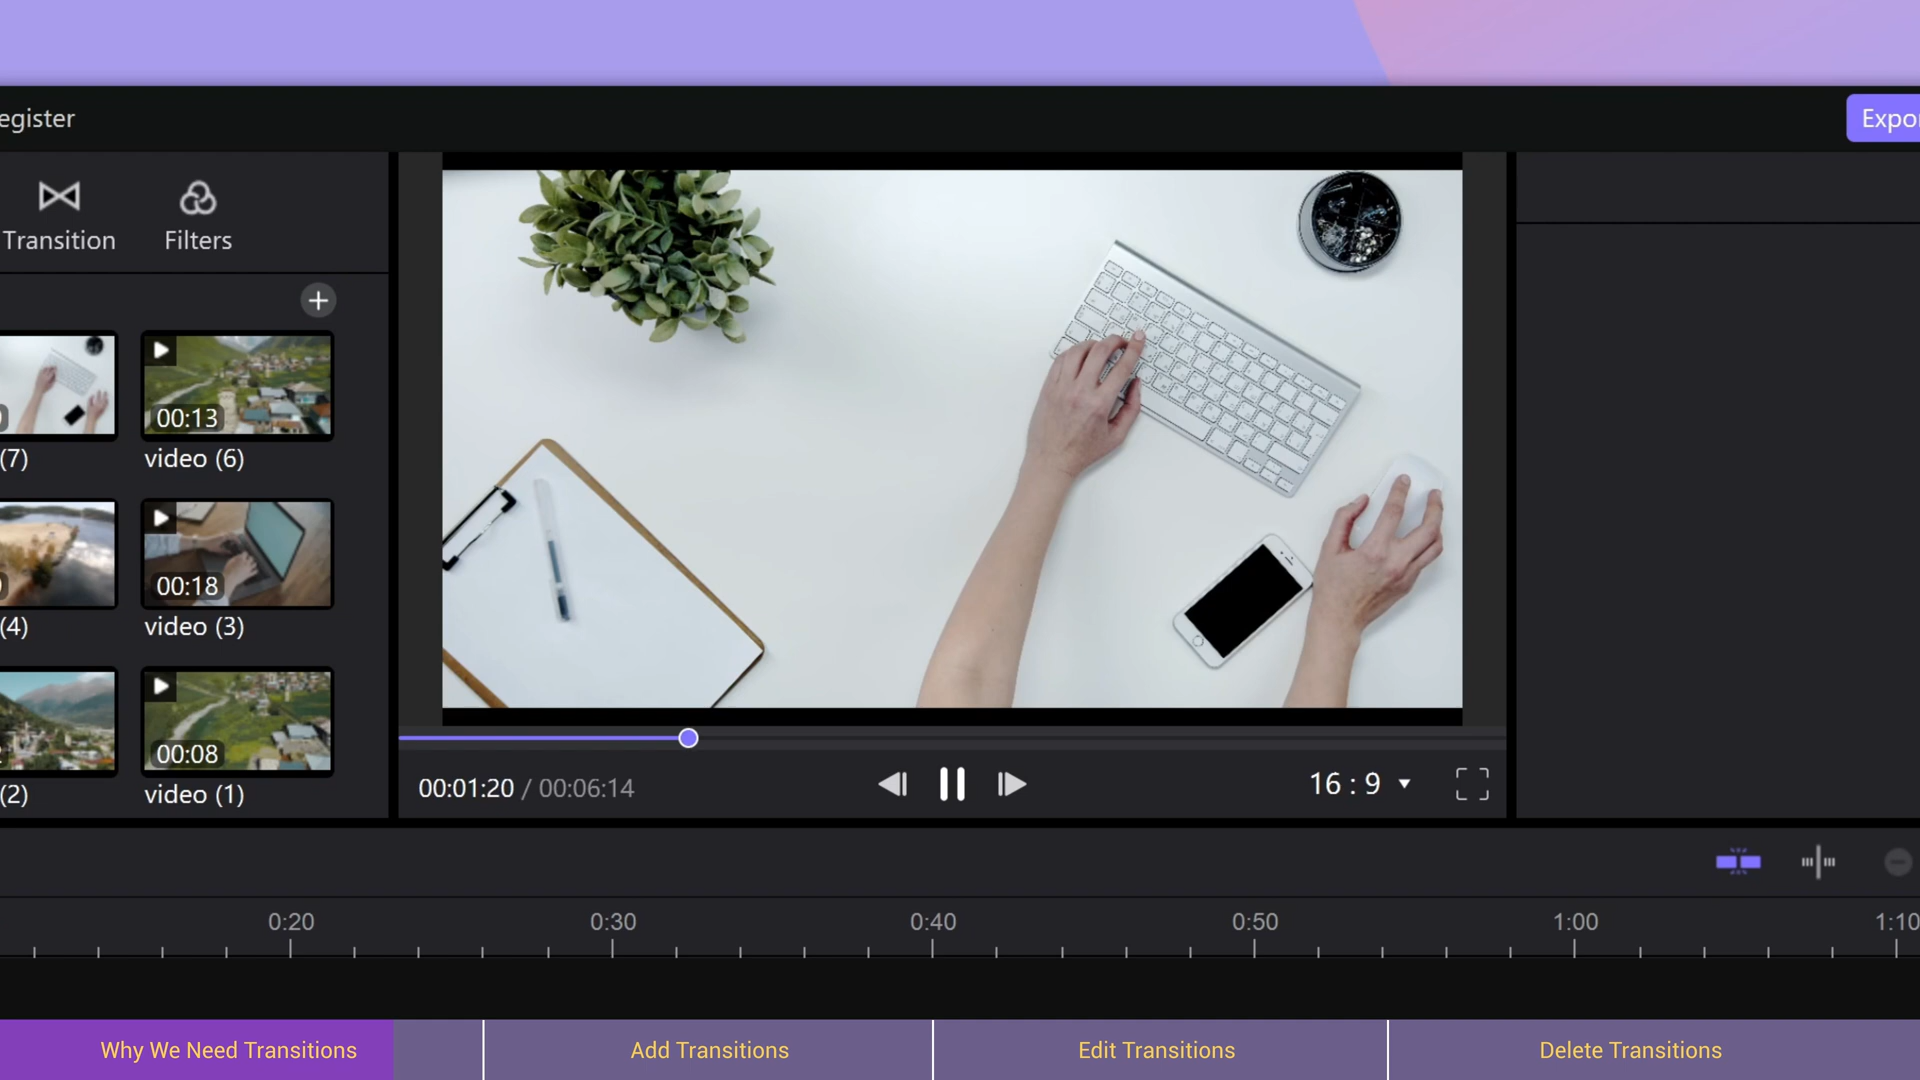 egister
Expor
Transition
Filters
00:13
(7)
video (6)
00:18
(4)
video (3)
00:08
(2)
video (1)
00:01:20 / 00:06:14
16 : 9
0:20
0:30
0:40
0:50
1:00
1:10
Why We Need Transitions
Add Transitions
Edit Transitions
Delete Transitions